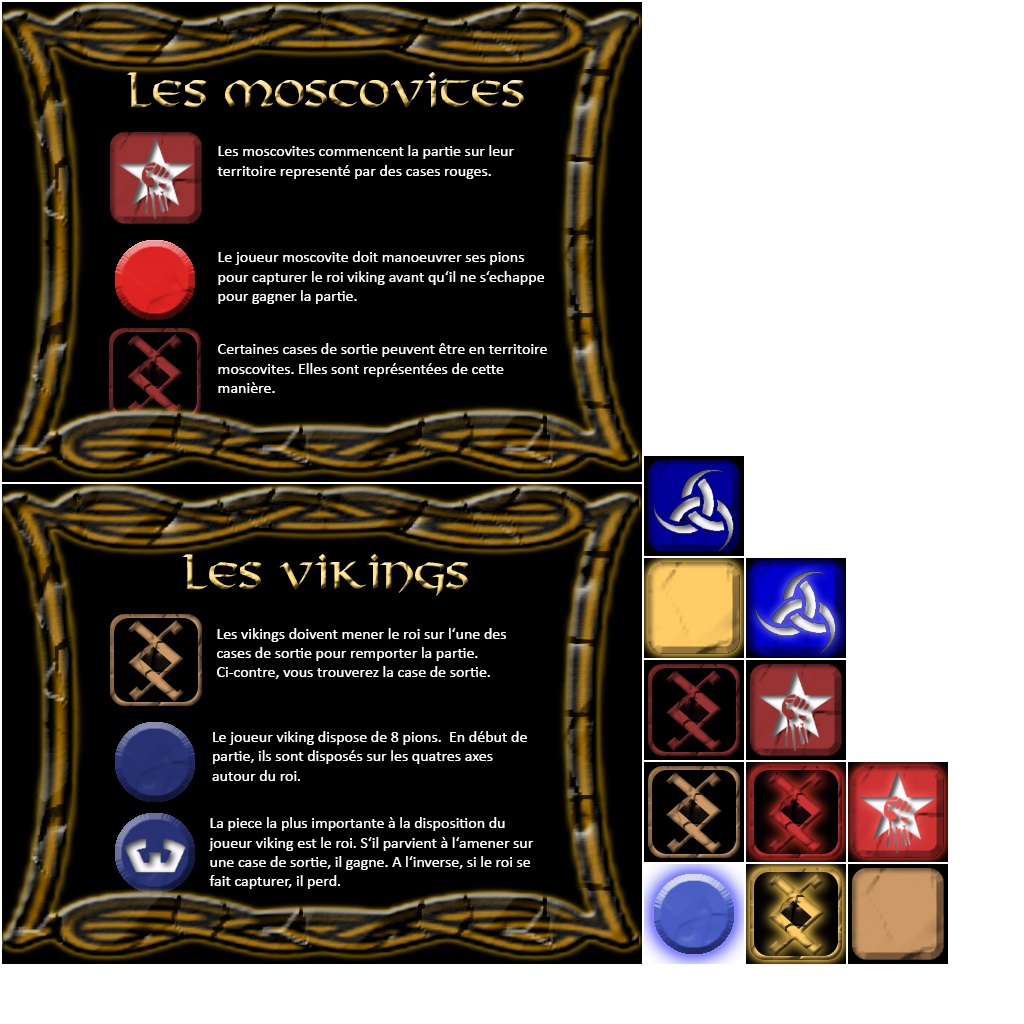 Les moscovites
Les moscovites commencent la partie sur leur
territoire representé par des cases rouges.
Le joueur moscovite doit manoeuvrer ses pions
pour capturer le roi viking avant qu‘il ne s‘echappe
pour gagner la partie.
Certaines cases de sortie peuvent être en territoire
moscovites. Elles sont représentées de cette
manière.
Les vikings
Les vikings doivent mener le roi sur l‘une des
cases de sortie pour remporter la partie.
Ci-contre, vous trouverez la case de sortie.
Le joueur viking dispose de 8 pions.  En début de
partie, ils sont disposés sur les quatres axes
autour du roi.
La piece la plus importante à la disposition du
joueur viking est le roi. S‘il parvient à l‘amener sur
une case de sortie, il gagne. A l‘inverse, si le roi se
fait capturer, il perd.